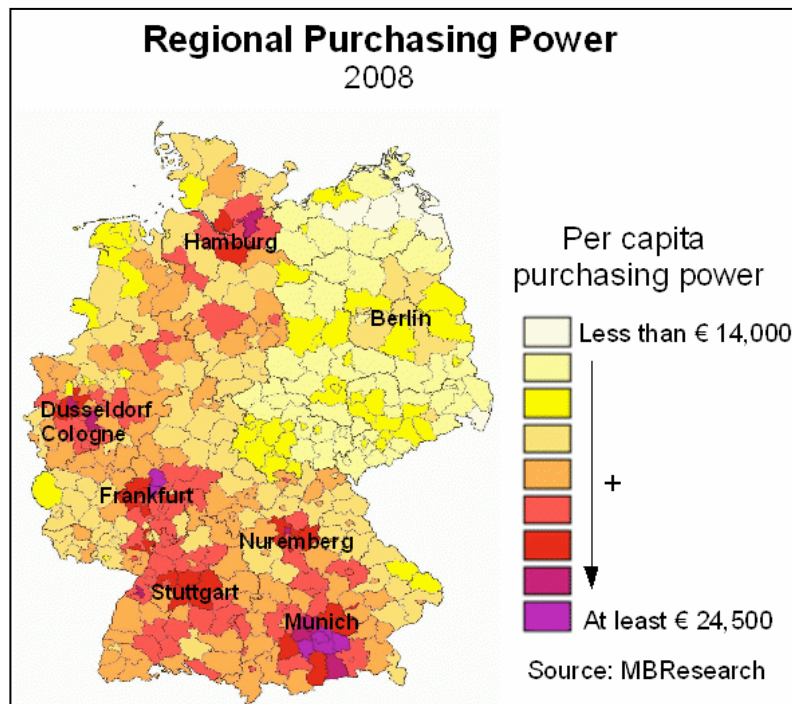 Regional Purchasing Power
2008
Hamburg
Berlin
Dusseldorf
Cologne
Frankfurt
Nuremberg
Stuttgart
Munich
Per capita
purchasing power
Less than € 14,000
+
At least € 24,500
Source: MBResearch